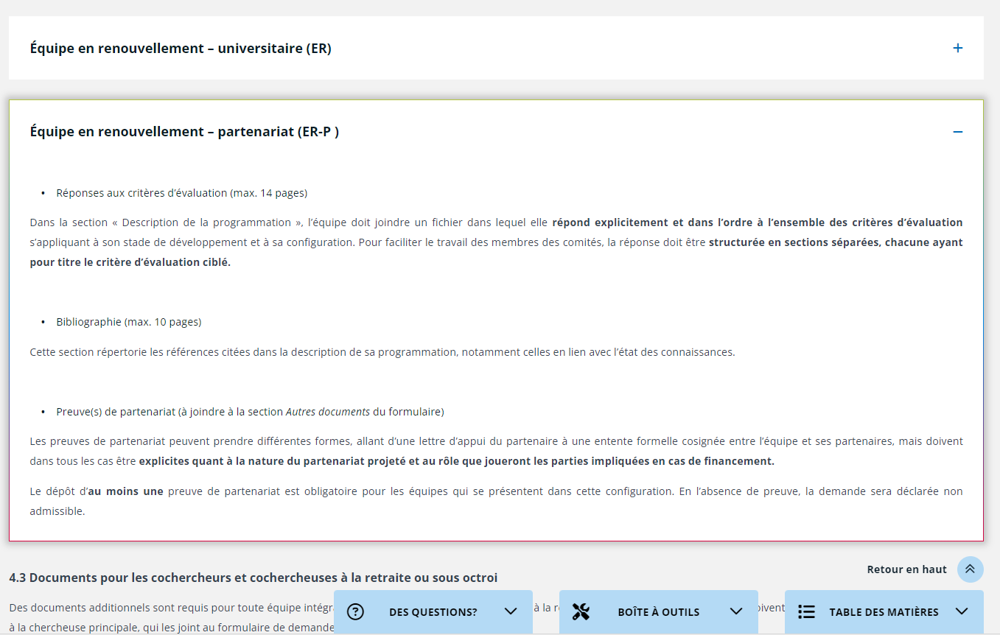 Équipe en renouvellement – universitaire (ER)
+
Équipe en renouvellement – partenariat (ER-P )
–
• Réponses aux critères d’évaluation (max. 14 pages)
Dans la section « Description de la programmation », l’équipe doit joindre un fichier dans lequel elle répond explicitement et dans l’ordre à l’ensemble des critères d’évaluation
s’appliquant à son stade de développement et à sa configuration. Pour faciliter le travail des membres des comités, la réponse doit être structurée en sections séparées, chacune ayant
pour titre le critère d’évaluation ciblé.
• Bibliographie (max. 10 pages)
Cette section répertorie les références citées dans la description de sa programmation, notamment celles en lien avec l’état des connaissances.
• Preuve(s) de partenariat (à joindre à la section Autres documents du formulaire)
Les preuves de partenariat peuvent prendre différentes formes, allant d’une lettre d’appui du partenaire à une entente formelle cosignée entre l’équipe et ses partenaires, mais doivent
dans tous les cas être explicites quant à la nature du partenariat projeté et au rôle que joueront les parties impliquées en cas de financement.
Le dépôt d’au moins une preuve de partenariat est obligatoire pour les équipes qui se présentent dans cette configuration. En l’absence de preuve, la demande sera déclarée non
admissible.
Retour en haut
4.3 Documents pour les cochercheurs et cochercheuses à la retraite ou sous octroi
Des documents additionnels sont requis pour toute équipe à la
à la chercheuse principale, qui les joint au formulaire de demande
DES QUESTIONS?
BOÎTE À OUTILS
TABLE DES MATIÈRES